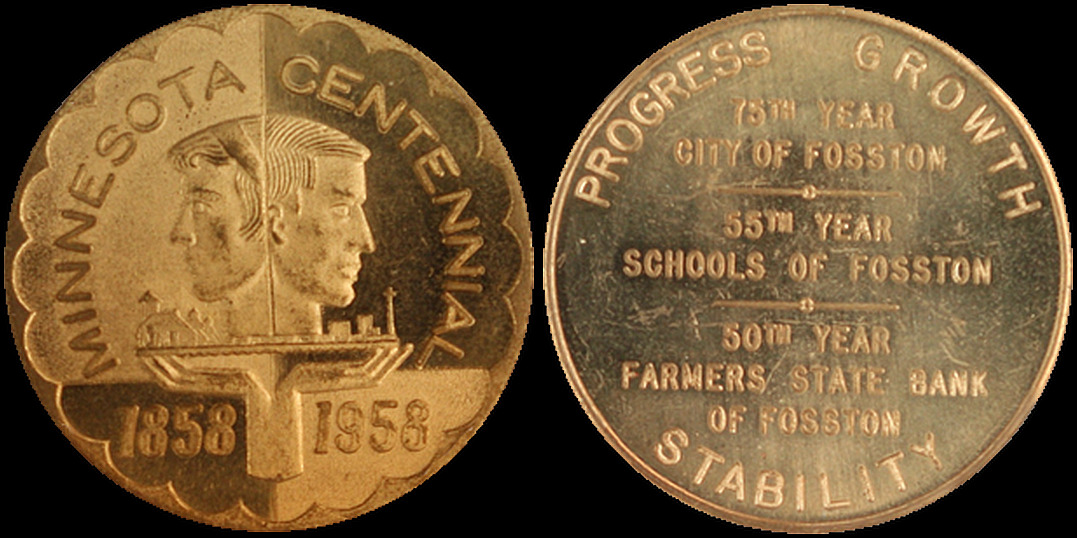 MINNESOTA CENTENNIAL
1858 1958
PROGRESS GROWTH
75TH YEAR
CITY OF FOSSTON
55TH YEAR
SCHOOLS OF FOSSTON
50TH YEAR
FARMERS STATE BANK
OF FOSSTON
STABILITY